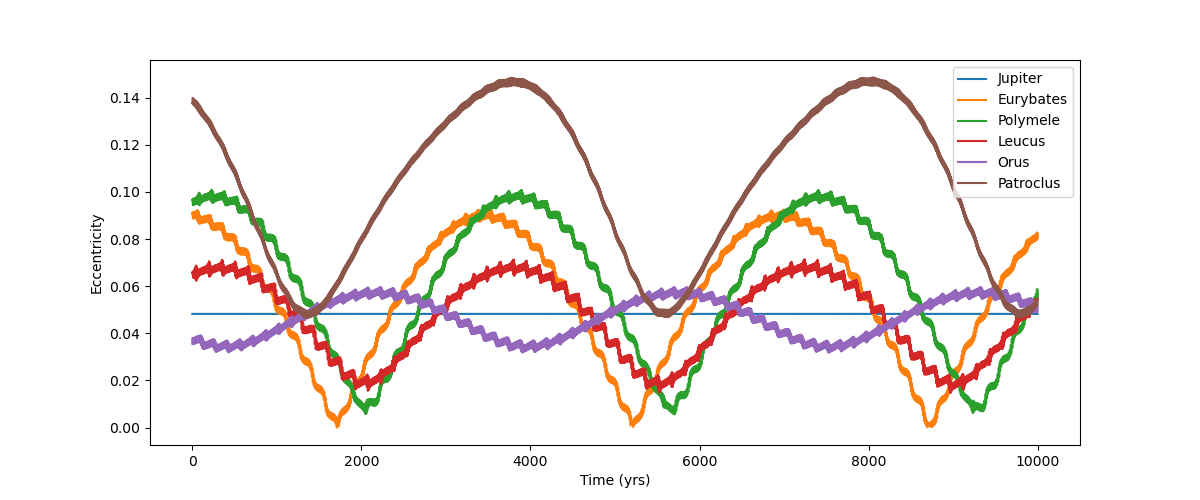 Jupiter
Eurybates
Polymele
Leucus
Orus
Patroclus
0.14
0.12
0.10
0.08
0.06
0.04
0.02
0.00
Eccentricity
0 2000 4000 6000 8000 10000
Time (yrs)